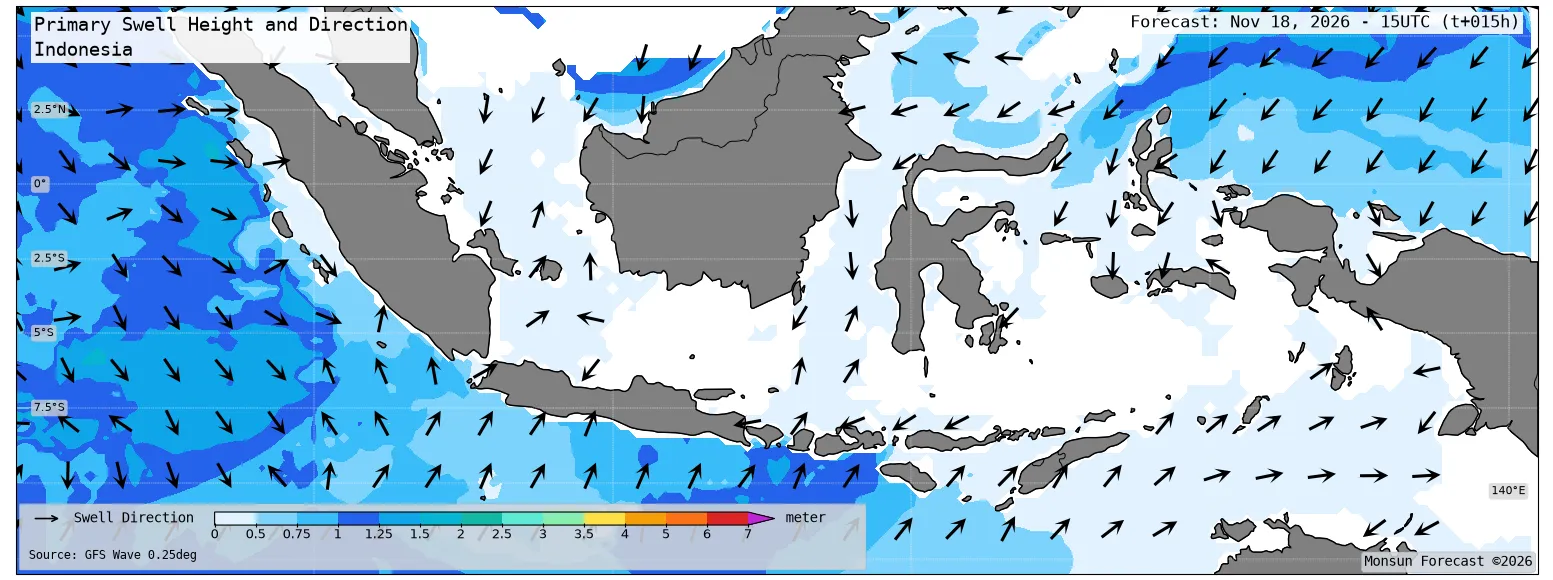 Primary Swell Height and Direction
Indonesia
Forecast: Nov 18, 2026 - 15UTC (t+015h)
2.5°N
0°
2.5°S
5°S
7.5°S
140°E
Swell Direction
meter
0 0.5 0.75 1 1.25 1.5 2 2.5 3 3.5 4 5 6 7
Source: GFS Wave 0.25deg
Monsun Forecast ©2026